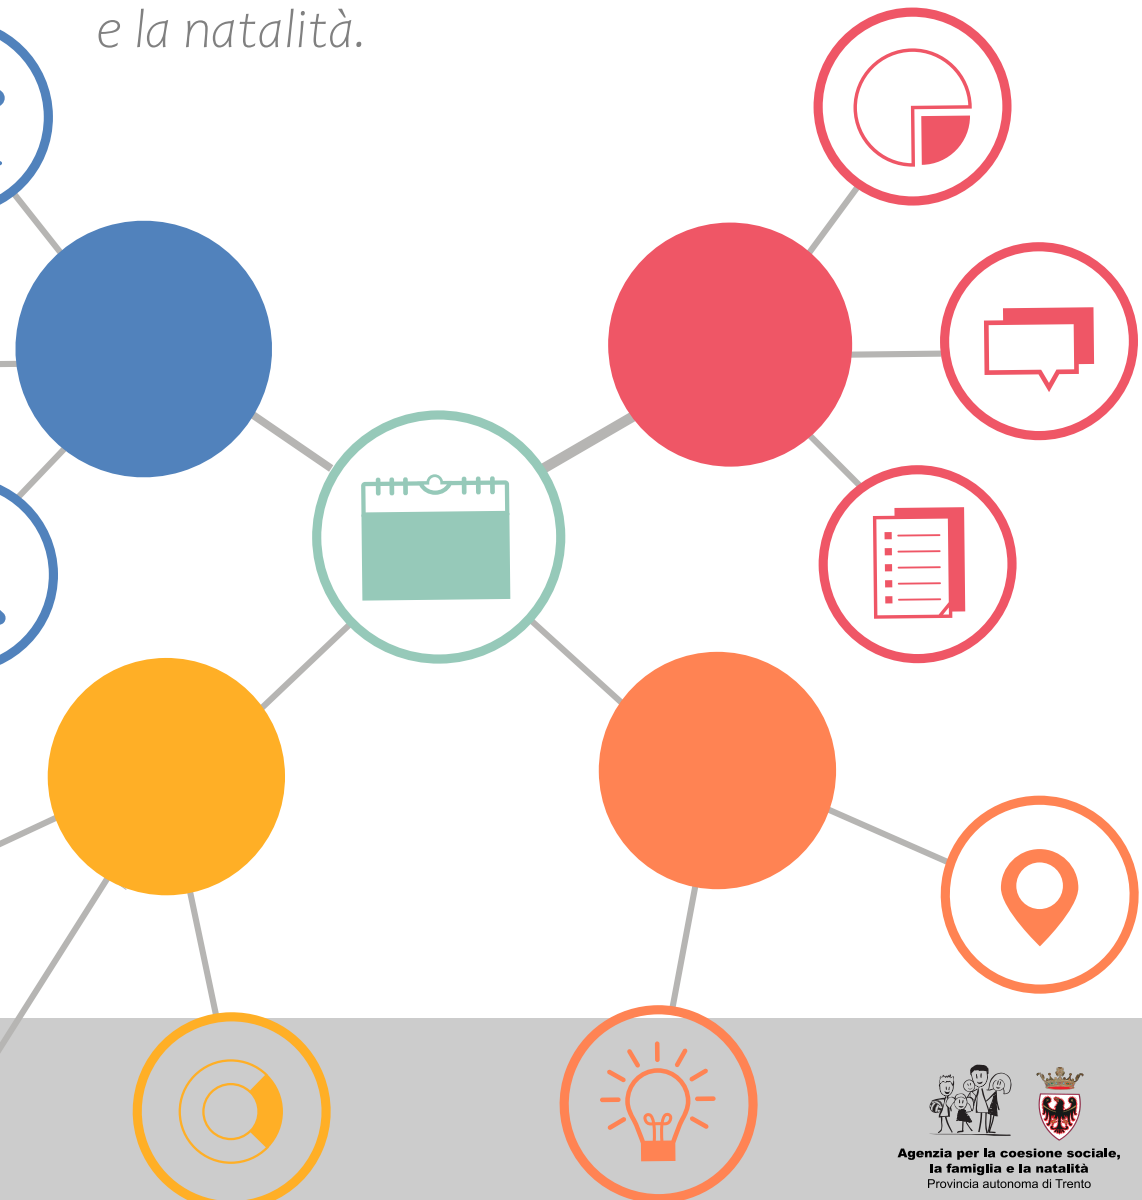 e la natalità.
Agenzia per la coesione sociale,
la famiglia e la natalità
Provincia autonoma di Trento